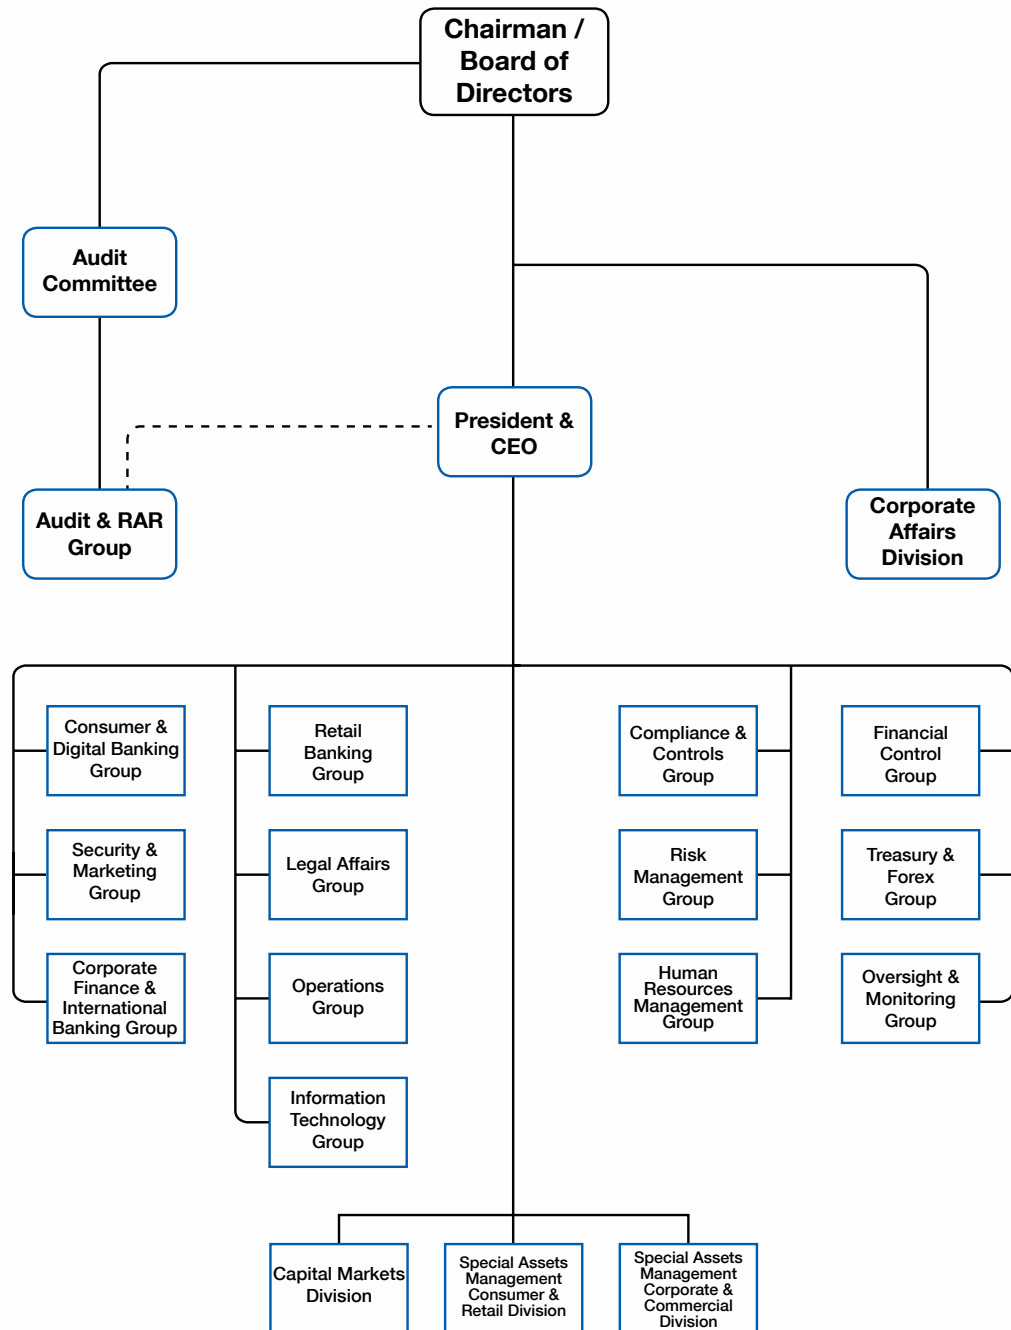 Chairman /
Board of
Directors
Audit
Committee
President &
CEO
Audit & RAR
Group
Corporate
Affairs
Division
Consumer &
Digital Banking
Group
Retail
Banking
Group
Compliance &
Controls
Group
Financial
Control
Group
Security &
Marketing
Group
Legal Affairs
Group
Risk
Management
Group
Treasury &
Forex
Group
Corporate
Finance &
International
Banking Group
Operations
Group
Human
Resources
Management
Group
Oversight &
Monitoring
Group
Information
Technology
Group
Capital Markets
Division
Special Assets
Management
Consumer &
Retail Division
Special Assets
Management
Corporate &
Commercial
Division